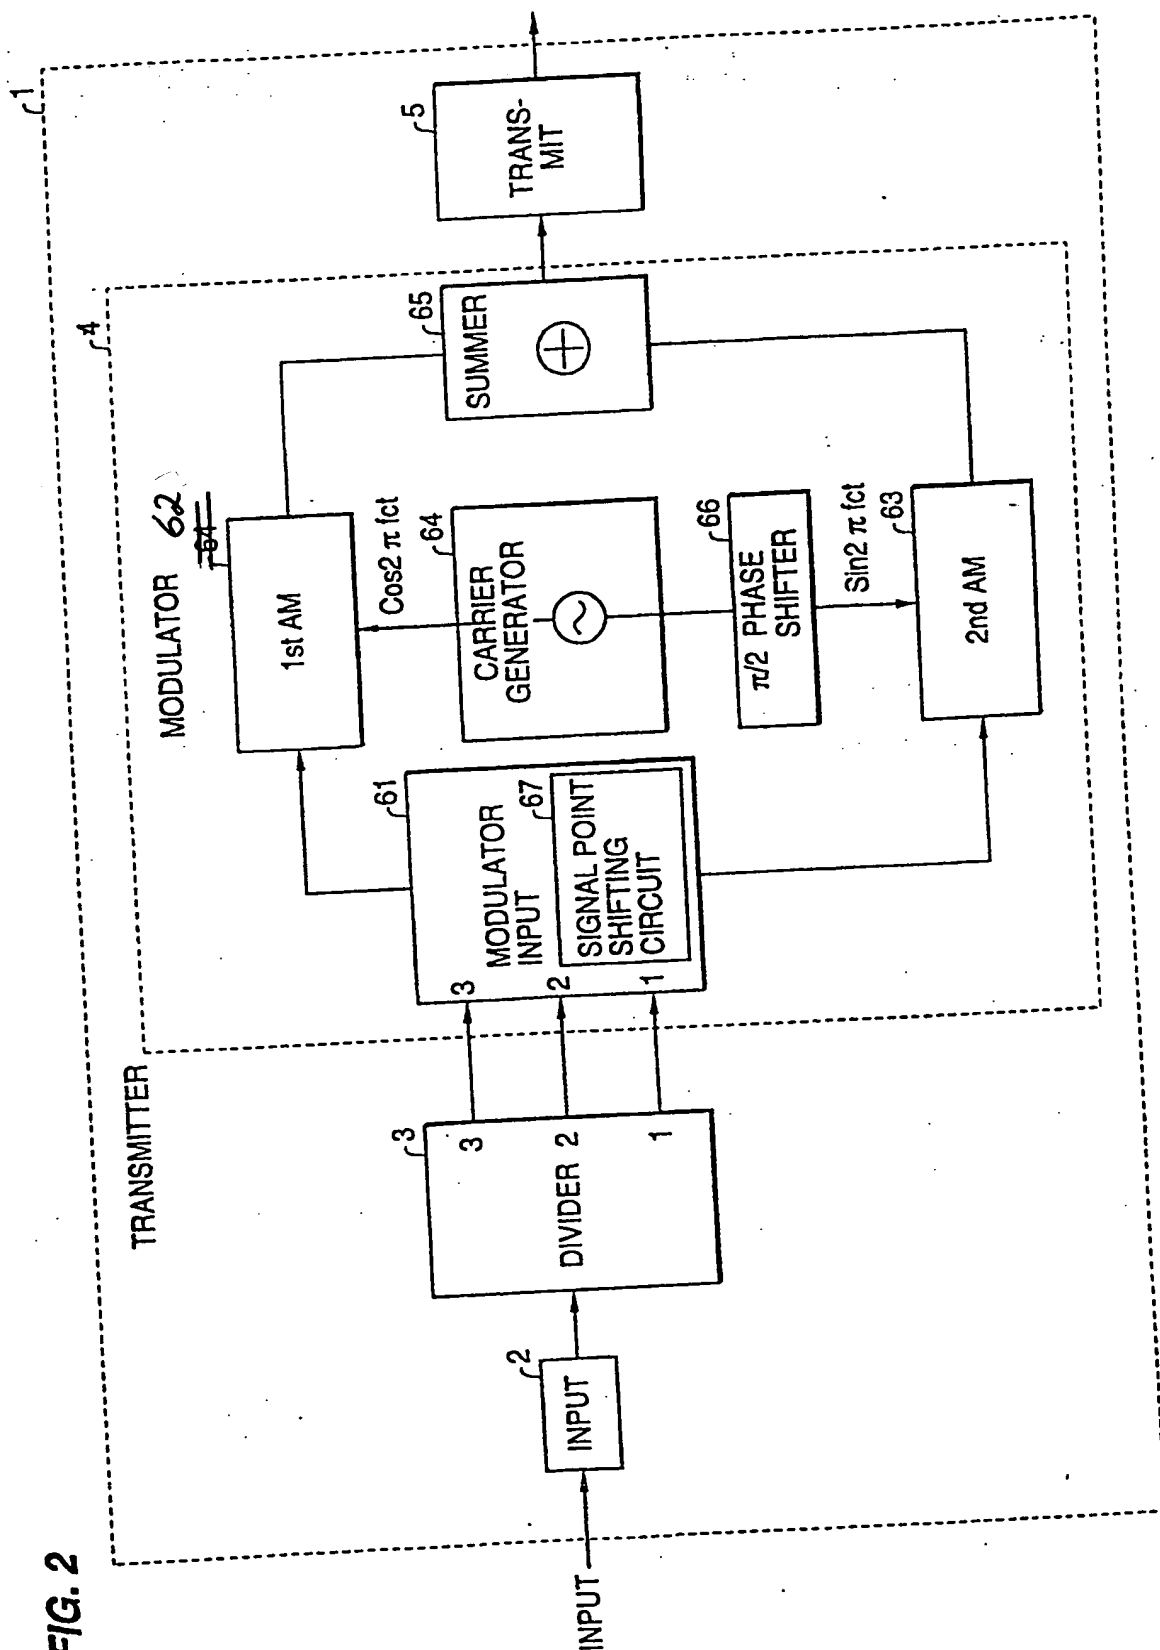 FIG. 2
1
TRANSMITTER
4
MODULATOR
INPUT
2
INPUT
3
DIVIDER
3
2
1
61
3
2
1
MODULATOR
INPUT
67
SIGNAL POINT
SHIFTING
CIRCUIT
62
1st AM
Cos2 π fct
64
CARRIER
GENERATOR
~
66
π/2 PHASE
SHIFTER
Sin2 π fct
63
2nd AM
65
SUMMER
+
5
TRANS-
MIT